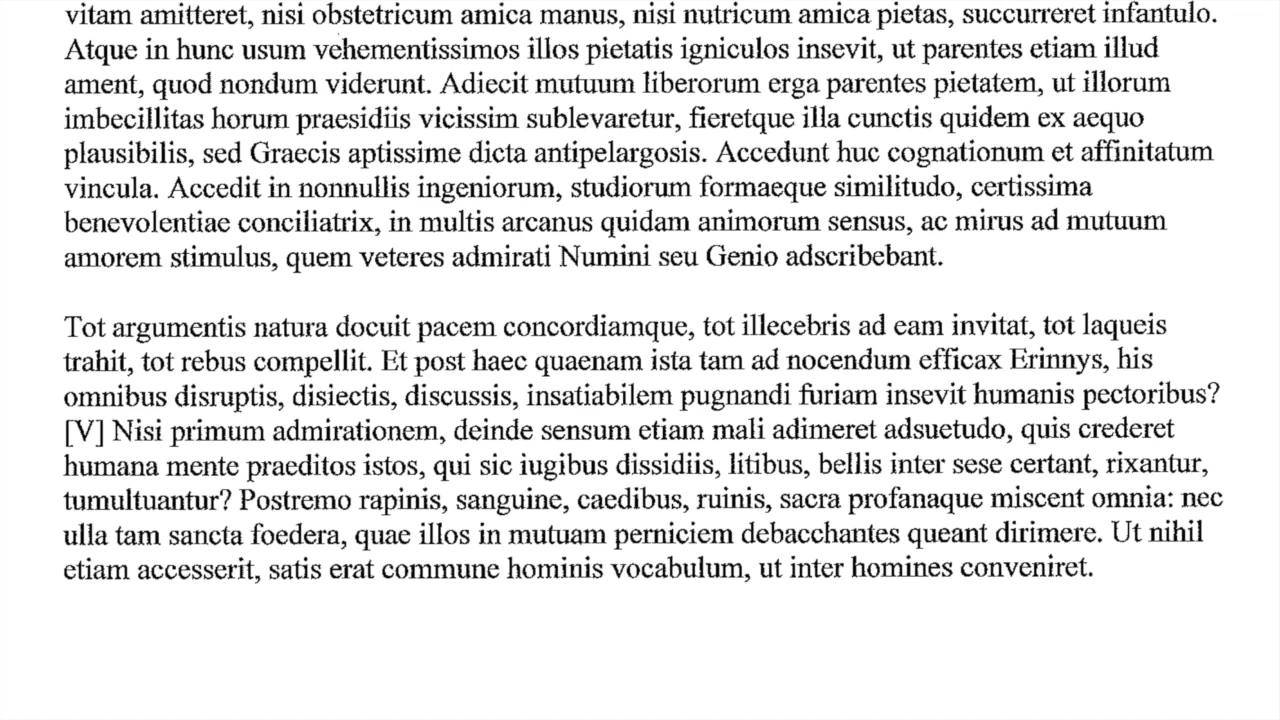 vitam amitteret, nisi obstetricum amica manus, nisi nutricum amica pietas, succurreret infantulo.
Atque in hunc usum vehementissimos illos pietatis igniculos insevit, ut parentes etiam illud
ament, quod nondum viderunt. Adiecit mutuum liberorum erga parentes pietatem, ut illorum
imbecillitas horum praesidiis vicissim sublevaretur, fieretque illa cunctis quidem ex aequo
plausibilis, sed Graecis aptissime dicta antipelargosis. Accedunt huc cognationum et affinitatum
vincula. Accedit in nonnullis ingeniorum, studiorum formaeque similitudo, certissima
benevolentiae conciliatrix, in multis arcanus quidam animorum sensus, ac mirus ad mutuum
amorem stimulus, quem veteres admirati Numini seu Genio adscribebant.
Tot argumentis natura docuit pacem concordiamque, tot illecebris ad eam invitat, tot laqueis
trahit, tot rebus compellit. Et post haec quaenam ista tam ad nocendum efficax Erinnys, his
omnibus disruptis, disiectis, discussis, insatiabilem pugnandi furiam insevit humanis pectoribus?
[V] Nisi primum admirationem, deinde sensum etiam mali adimeret adsuetudo, quis crederet
humana mente praeditos istos, qui sic iugibus dissidiis, litibus, bellis inter sese certant, rixantur,
tumultuantur? Postremo rapinis, sanguine, caedibus, ruinis, sacra profanaque miscent omnia: nec
ulla tam sancta foedera, quae illos in mutuam perniciem debacchantes queant dirimere. Ut nihil
etiam accesserit, satis erat commune hominis vocabulum, ut inter homines conveniret.